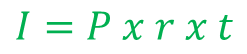 I = P x r x t